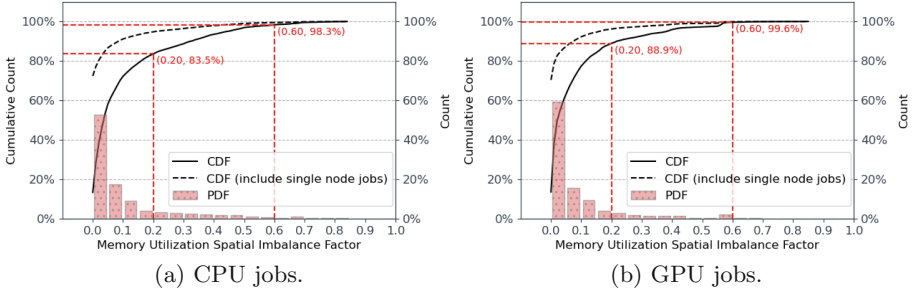 100%
80%
60%
40%
20%
0%
Cumulative Count
(0.60, 98.3%)
(0.20, 83.5%)
CDF
CDF (include single node jobs)
PDF
100%
80%
60%
40%
20%
0%
Count
0.0 0.1 0.2 0.3 0.4 0.5 0.6 0.7 0.8 0.9 1.0
Memory Utilization Spatial Imbalance Factor
(a) CPU jobs.
100%
80%
60%
40%
20%
0%
Cumulative Count
(0.60, 99.6%)
(0.20, 88.9%)
CDF
CDF (include single node jobs)
PDF
100%
80%
60%
40%
20%
0%
Count
0.0 0.1 0.2 0.3 0.4 0.5 0.6 0.7 0.8 0.9 1.0
Memory Utilization Spatial Imbalance Factor
(b) GPU jobs.